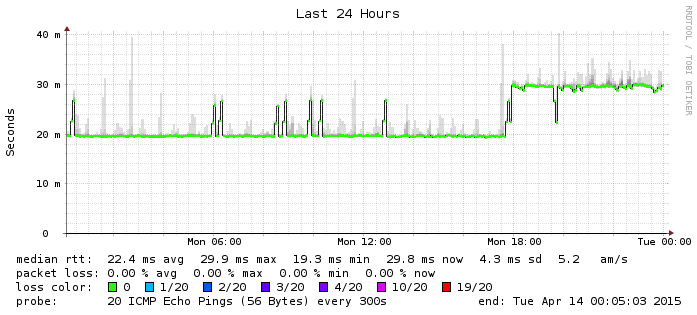 Last 24 Hours
RRDTOOL / TOBI OETIKER
Seconds
40 m
30 m
20 m
10 m
0
Mon 06:00 Mon 12:00 Mon 18:00 Tue 00:00
median rtt: 22.4 ms avg 29.9 ms max 19.3 ms min 29.8 ms now 4.3 ms sd 5.2 am/s
packet loss: 0.00 % avg 0.00 % max 0.00 % min 0.00 % now
loss color: 0 1/20 2/20 3/20 4/20 10/20 19/20
probe: 20 ICMP Echo Pings (56 Bytes) every 300s end: Tue Apr 14 00:05:03 2015